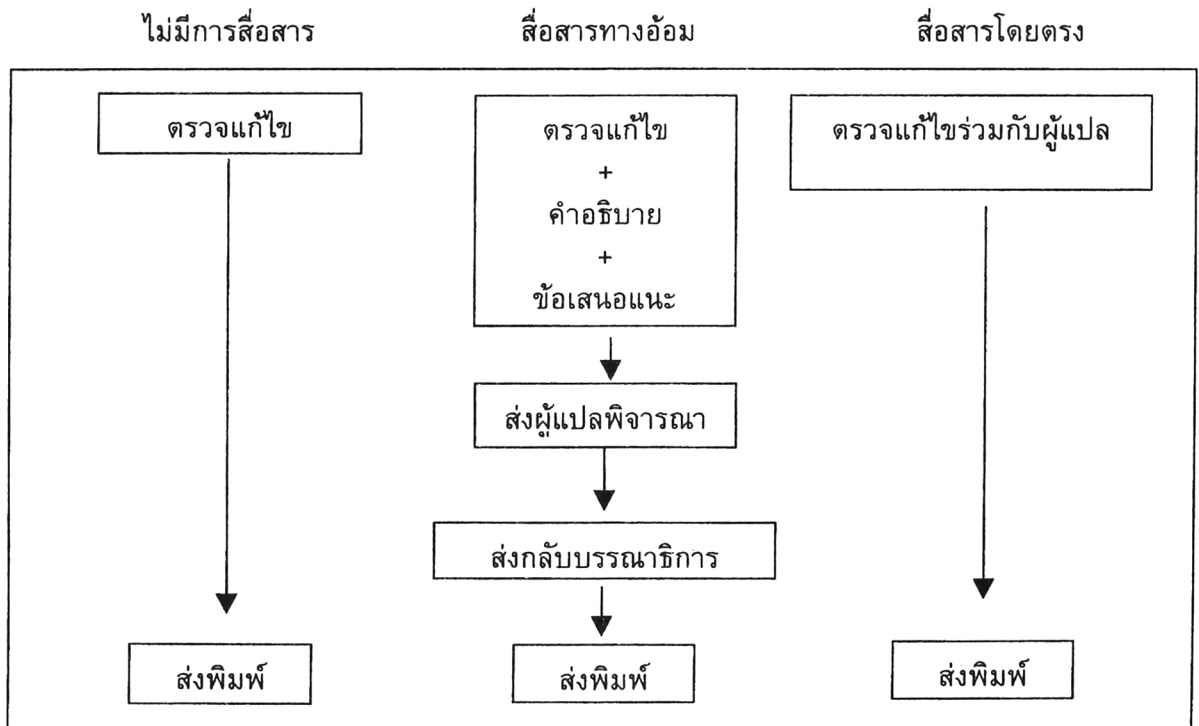 ไม่มีการสื่อสาร
สื่อสารทางอ้อม
สื่อสารโดยตรง
ตรวจแก้ไข
ตรวจแก้ไข
+
คำอธิบาย
+
ข้อเสนอแนะ
ตรวจแก้ไขร่วมกับผู้แปล
ส่งผู้แปลพิจารณา
ส่งกลับบรรณาธิการ
ส่งพิมพ์
ส่งพิมพ์
ส่งพิมพ์